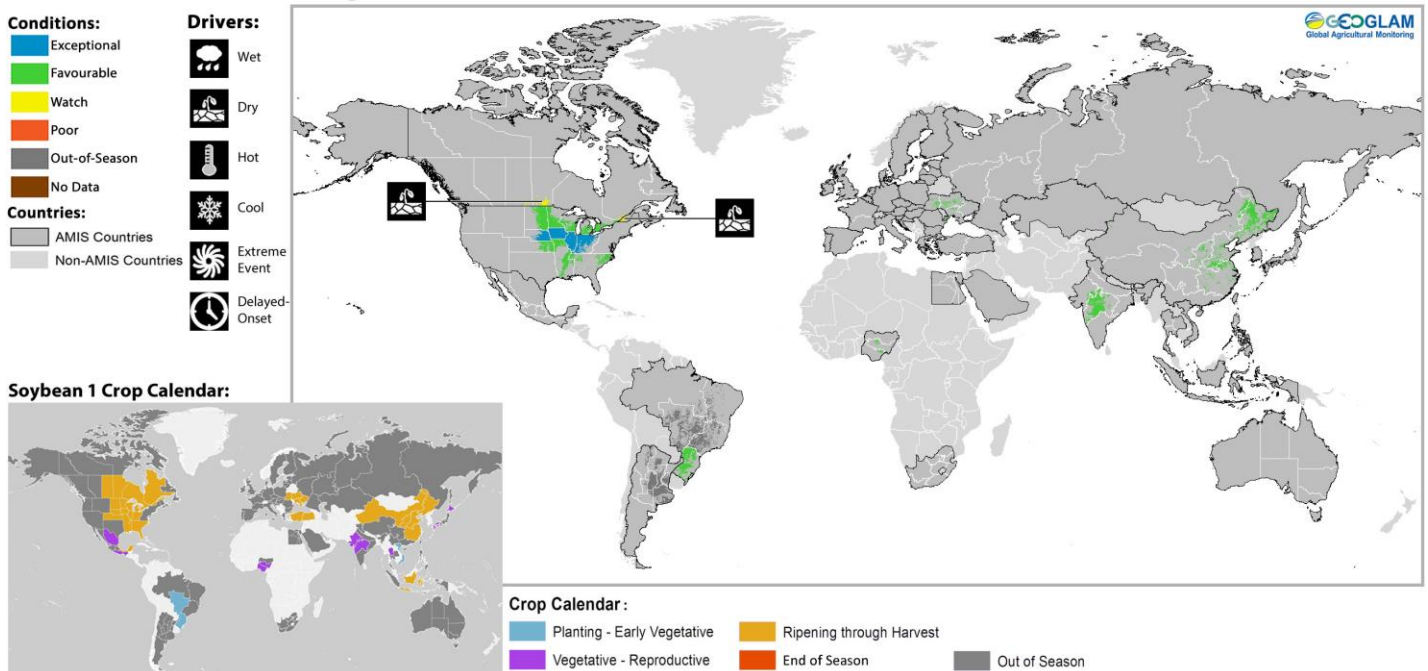 Conditions:
Exceptional
Favourable
Watch
Poor
Out-of-Season
No Data
Countries:
AMIS Countries
Non-AMIS Countries
Drivers:
Wet
Dry
Hot
Cool
Extreme
Event
Delayed-
Onset
GEOGLAM
Global Agricultural Monitoring
Soybean 1 Crop Calendar:
Crop Calendar :
Planting - Early Vegetative
Ripening through Harvest
Vegetative - Reproductive
End of Season
Out of Season